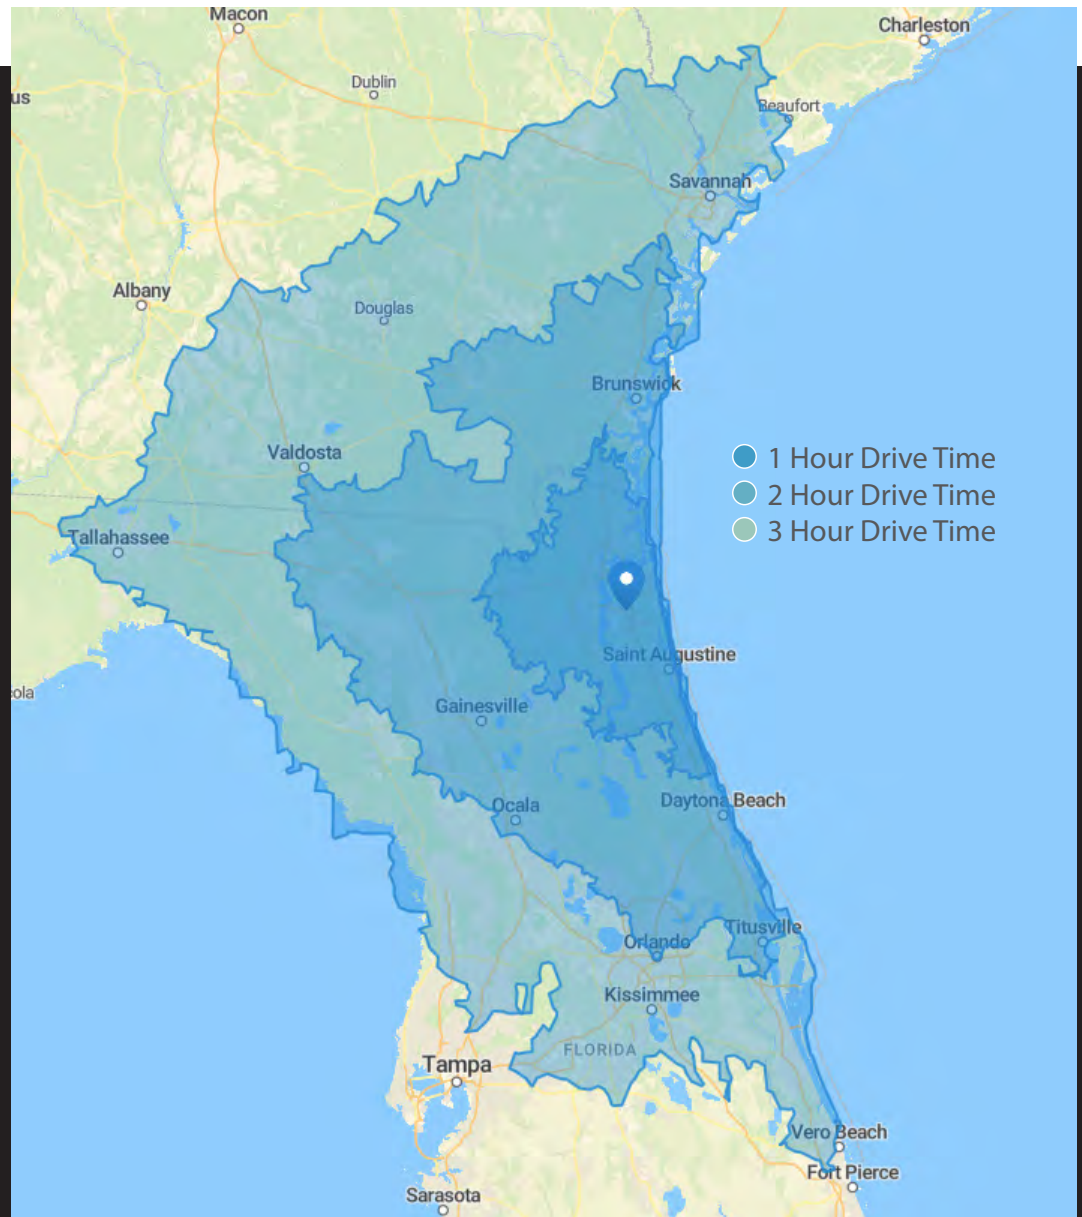 Macon
Charleston
Dublin
us
Beaufort
Savannah
Albany
Douglas
Brunswick
Valdosta
1 Hour Drive Time
2 Hour Drive Time
3 Hour Drive Time
Tallahassee
Saint Augustine
cola
Gainesville
Ocala
Daytona Beach
Titusville
Orlando
Kissimmee
FLORIDA
Tampa
Vero Beach
Fort Pierce
Sarasota